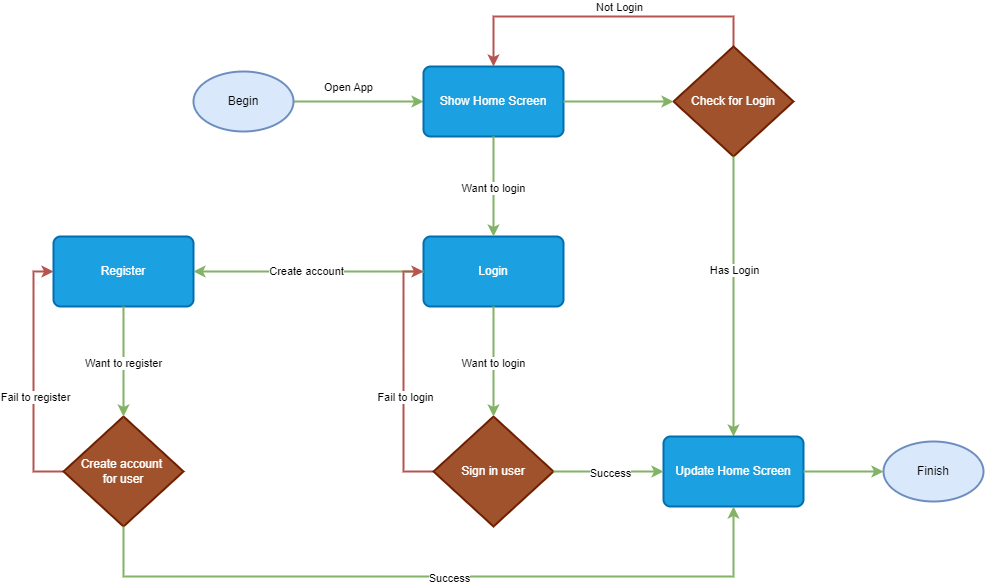 Not Login
Open App
Begin
Show Home Screen
Check for Login
Want to login
Register
Create account
Login
Has Login
Want to register
Want to login
Fail to register
Fail to login
Create account
for user
Sign in user
Success
Update Home Screen
Finish
Success